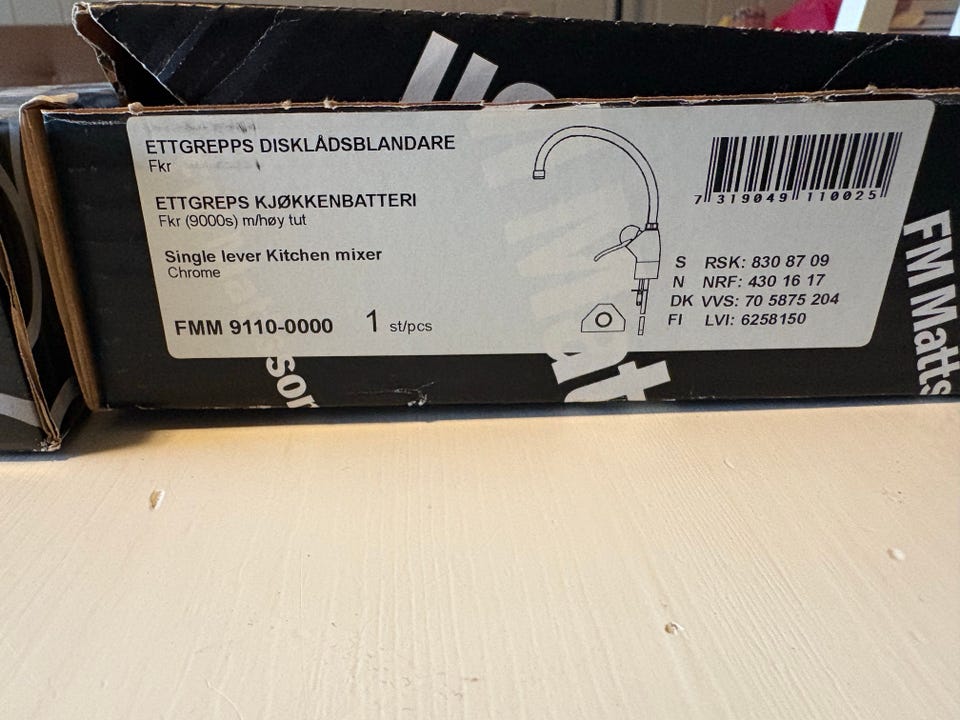 ETTGREPPS DISKLÅDSBLANDARE
Fkr
ETTGREPS KJØKKENBATTERI
Fkr (9000s) m/høy tut
Single lever Kitchen mixer
Chrome
FMM 9110-0000 1 st/pcs
7 319049 110025
S RSK: 830 87 09
N NRF: 430 16 17
DK VVS: 70 5875 204
FI LVI: 6258150
FM Matts